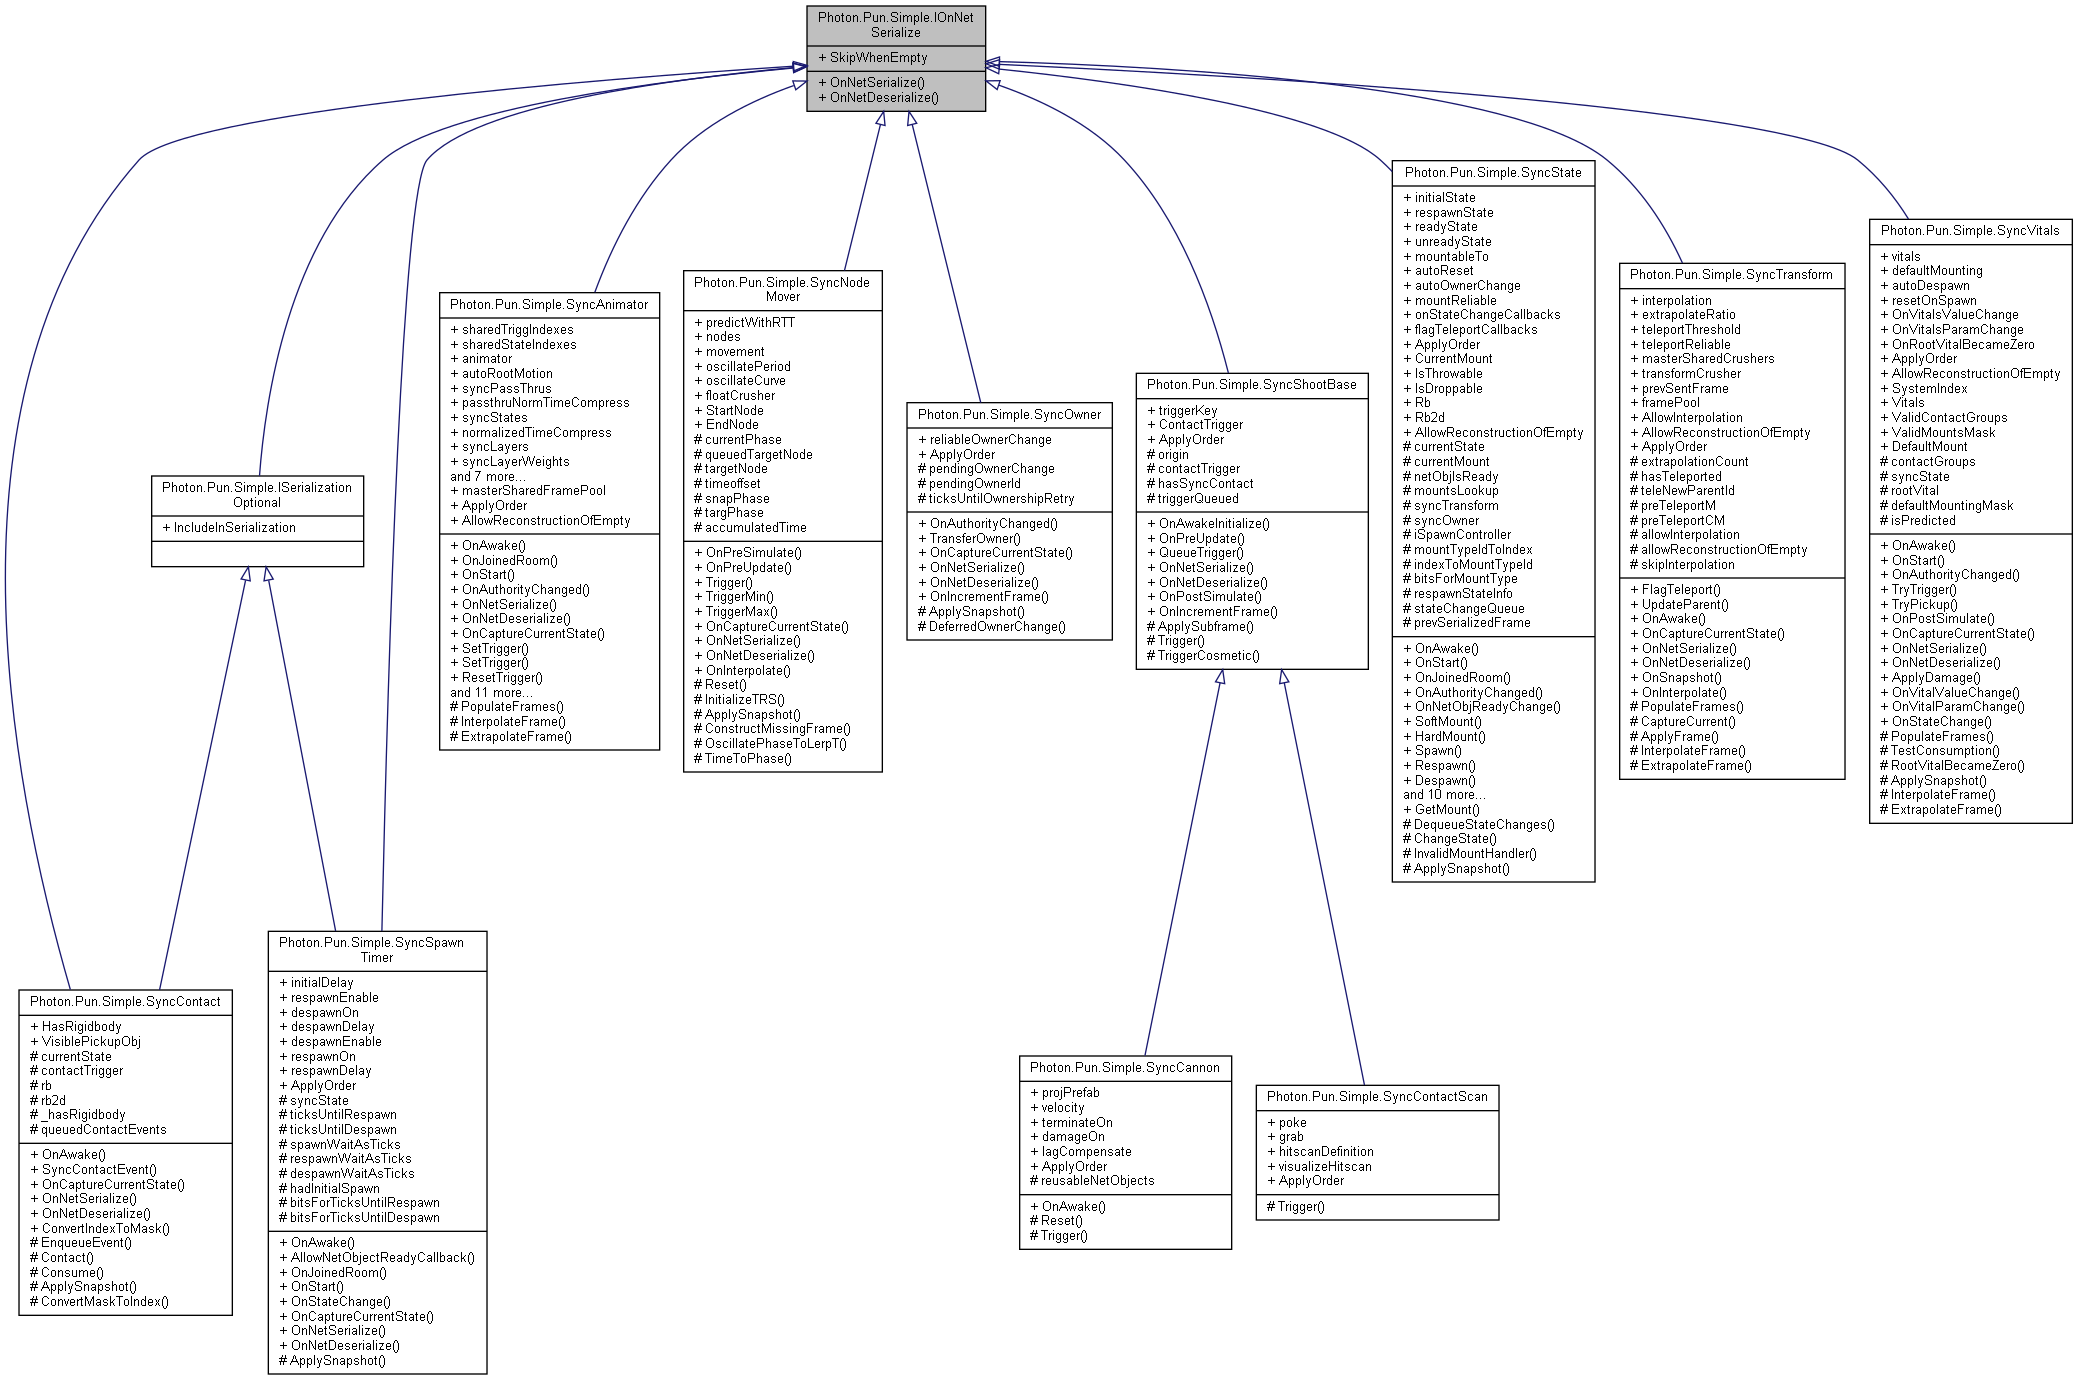 Photon.Pun.Simple.IOnNet
Serialize
+ SkipWhenEmpty
+ OnNetSerialize()
+ OnNetDeserialize()
Photon.Pun.Simple.SyncState
+ initialState
+ respawnState
+ readyState
+ unreadyState
+ mountableTo
+ autoReset
+ autoOwnerChange
+ mountReliable
+ onStateChangeCallbacks
+ flagTeleportCallbacks
+ ApplyOrder
+ CurrentMount
+ IsThrowable
+ IsDroppable
+ Rb
+ Rb2d
+ AllowReconstructionOfEmpty
# currentState
# currentMount
# netObjIsReady
# mountsLookup
# syncTransform
# syncOwner
# iSpawnController
# mountTypeIdToIndex
# indexToMountTypeId
# bitsForMountType
# respawnStateInfo
# stateChangeQueue
# prevSerializedFrame
+ OnAwake()
+ OnStart()
+ OnJoinedRoom()
+ OnAuthorityChanged()
+ OnNetObjReadyChange()
+ SoftMount()
+ HardMount()
+ Spawn()
+ Respawn()
+ Despawn()
and 10 more...
+ GetMount()
# DequeueStateChanges()
# ChangeState()
# InvalidMountHandler()
# ApplySnapshot()
Photon.Pun.Simple.SyncVitals
+ vitals
+ defaultMounting
+ autoDespawn
+ resetOnSpawn
+ OnVitalsValueChange
+ OnVitalsParamChange
+ OnRootVitalBecameZero
+ ApplyOrder
+ AllowReconstructionOfEmpty
+ SystemIndex
+ Vitals
+ ValidContactGroups
+ ValidMountsMask
+ DefaultMount
# contactGroups
# syncState
# rootVital
# defaultMountingMask
# isPredicted
+ OnAwake()
+ OnStart()
+ OnAuthorityChanged()
+ TryTrigger()
+ TryPickup()
+ OnPostSimulate()
+ OnCaptureCurrentState()
+ OnNetSerialize()
+ OnNetDeserialize()
+ ApplyDamage()
+ OnVitalValueChange()
+ OnVitalParamChange()
+ OnStateChange()
# PopulateFrames()
# TestConsumption()
# RootVitalBecameZero()
# ApplySnapshot()
# InterpolateFrame()
# ExtrapolateFrame()
Photon.Pun.Simple.SyncTransform
+ interpolation
+ extrapolateRatio
+ teleportThreshold
+ teleportReliable
+ masterSharedCrushers
+ transformCrusher
+ prevSentFrame
+ framePool
+ AllowInterpolation
+ AllowReconstructionOfEmpty
+ ApplyOrder
# extrapolationCount
# hasTeleported
# teleNewParentId
# preTeleportM
# preTeleportCM
# allowInterpolation
# allowReconstructionOfEmpty
# skipInterpolation
+ FlagTeleport()
+ UpdateParent()
+ OnAwake()
+ OnCaptureCurrentState()
+ OnNetSerialize()
+ OnNetDeserialize()
+ OnSnapshot()
+ OnInterpolate()
# PopulateFrames()
# CaptureCurrent()
# ApplyFrame()
# InterpolateFrame()
# ExtrapolateFrame()
Photon.Pun.Simple.SyncNode
Mover
+ predictWithRTT
+ nodes
+ movement
+ oscillatePeriod
+ oscillateCurve
+ floatCrusher
+ StartNode
+ EndNode
# currentPhase
# queuedTargetNode
# targetNode
# timeoffset
# snapPhase
# targPhase
# accumulatedTime
+ OnPreSimulate()
+ OnPreUpdate()
+ Trigger()
+ TriggerMin()
+ TriggerMax()
+ OnCaptureCurrentState()
+ OnNetSerialize()
+ OnNetDeserialize()
+ OnInterpolate()
# Reset()
# InitializeTRS()
# ApplySnapshot()
# ConstructMissingFrame()
# OscillatePhaseToLerpT()
# TimeToPhase()
Photon.Pun.Simple.SyncAnimator
+ sharedTriggIndexes
+ sharedStateIndexes
+ animator
+ autoRootMotion
+ syncPassThrus
+ passthruNormTimeCompress
+ syncStates
+ normalizedTimeCompress
+ syncLayers
+ syncLayerWeights
and 7 more...
+ masterSharedFramePool
+ ApplyOrder
+ AllowReconstructionOfEmpty
+ OnAwake()
+ OnJoinedRoom()
+ OnStart()
+ OnAuthorityChanged()
+ OnNetSerialize()
+ OnNetDeserialize()
+ OnCaptureCurrentState()
+ SetTrigger()
+ SetTrigger()
+ ResetTrigger()
and 11 more...
# PopulateFrames()
# InterpolateFrame()
# ExtrapolateFrame()
Photon.Pun.Simple.SyncShootBase
+ triggerKey
+ ContactTrigger
+ ApplyOrder
# origin
# contactTrigger
# hasSyncContact
# triggerQueued
+ OnAwakeInitialize()
+ OnPreUpdate()
+ QueueTrigger()
+ OnNetSerialize()
+ OnNetDeserialize()
+ OnPostSimulate()
+ OnIncrementFrame()
# ApplySubframe()
# Trigger()
# TriggerCosmetic()
Photon.Pun.Simple.SyncOwner
+ reliableOwnerChange
+ ApplyOrder
# pendingOwnerChange
# pendingOwnerId
# ticksUntilOwnershipRetry
+ OnAuthorityChanged()
+ TransferOwner()
+ OnCaptureCurrentState()
+ OnNetSerialize()
+ OnNetDeserialize()
+ OnIncrementFrame()
# ApplySnapshot()
# DeferredOwnerChange()
Photon.Pun.Simple.ISerialization
Optional
+ IncludeInSerialization
Photon.Pun.Simple.SyncSpawn
Timer
+ initialDelay
+ respawnEnable
+ despawnOn
+ despawnDelay
+ despawnEnable
+ respawnOn
+ respawnDelay
+ ApplyOrder
# syncState
# ticksUntilRespawn
# ticksUntilDespawn
# spawnWaitAsTicks
# respawnWaitAsTicks
# despawnWaitAsTicks
# hadInitialSpawn
# bitsForTicksUntilRespawn
# bitsForTicksUntilDespawn
+ OnAwake()
+ AllowNetObjectReadyCallback()
+ OnJoinedRoom()
+ OnStart()
+ OnStateChange()
+ OnCaptureCurrentState()
+ OnNetSerialize()
+ OnNetDeserialize()
# ApplySnapshot()
Photon.Pun.Simple.SyncContact
+ HasRigidbody
+ VisiblePickupObj
# currentState
# contactTrigger
# rb
# rb2d
# _hasRigidbody
# queuedContactEvents
+ OnAwake()
+ SyncContactEvent()
+ OnCaptureCurrentState()
+ OnNetSerialize()
+ OnNetDeserialize()
+ ConvertIndexToMask()
# EnqueueEvent()
# Contact()
# Consume()
# ApplySnapshot()
# ConvertMaskToIndex()
Photon.Pun.Simple.SyncCannon
+ projPrefab
+ velocity
+ terminateOn
+ damageOn
+ lagCompensate
+ ApplyOrder
# reusableNetObjects
+ OnAwake()
# Reset()
# Trigger()
Photon.Pun.Simple.SyncContactScan
+ poke
+ grab
+ hitscanDefinition
+ visualizeHitscan
+ ApplyOrder
# Trigger()